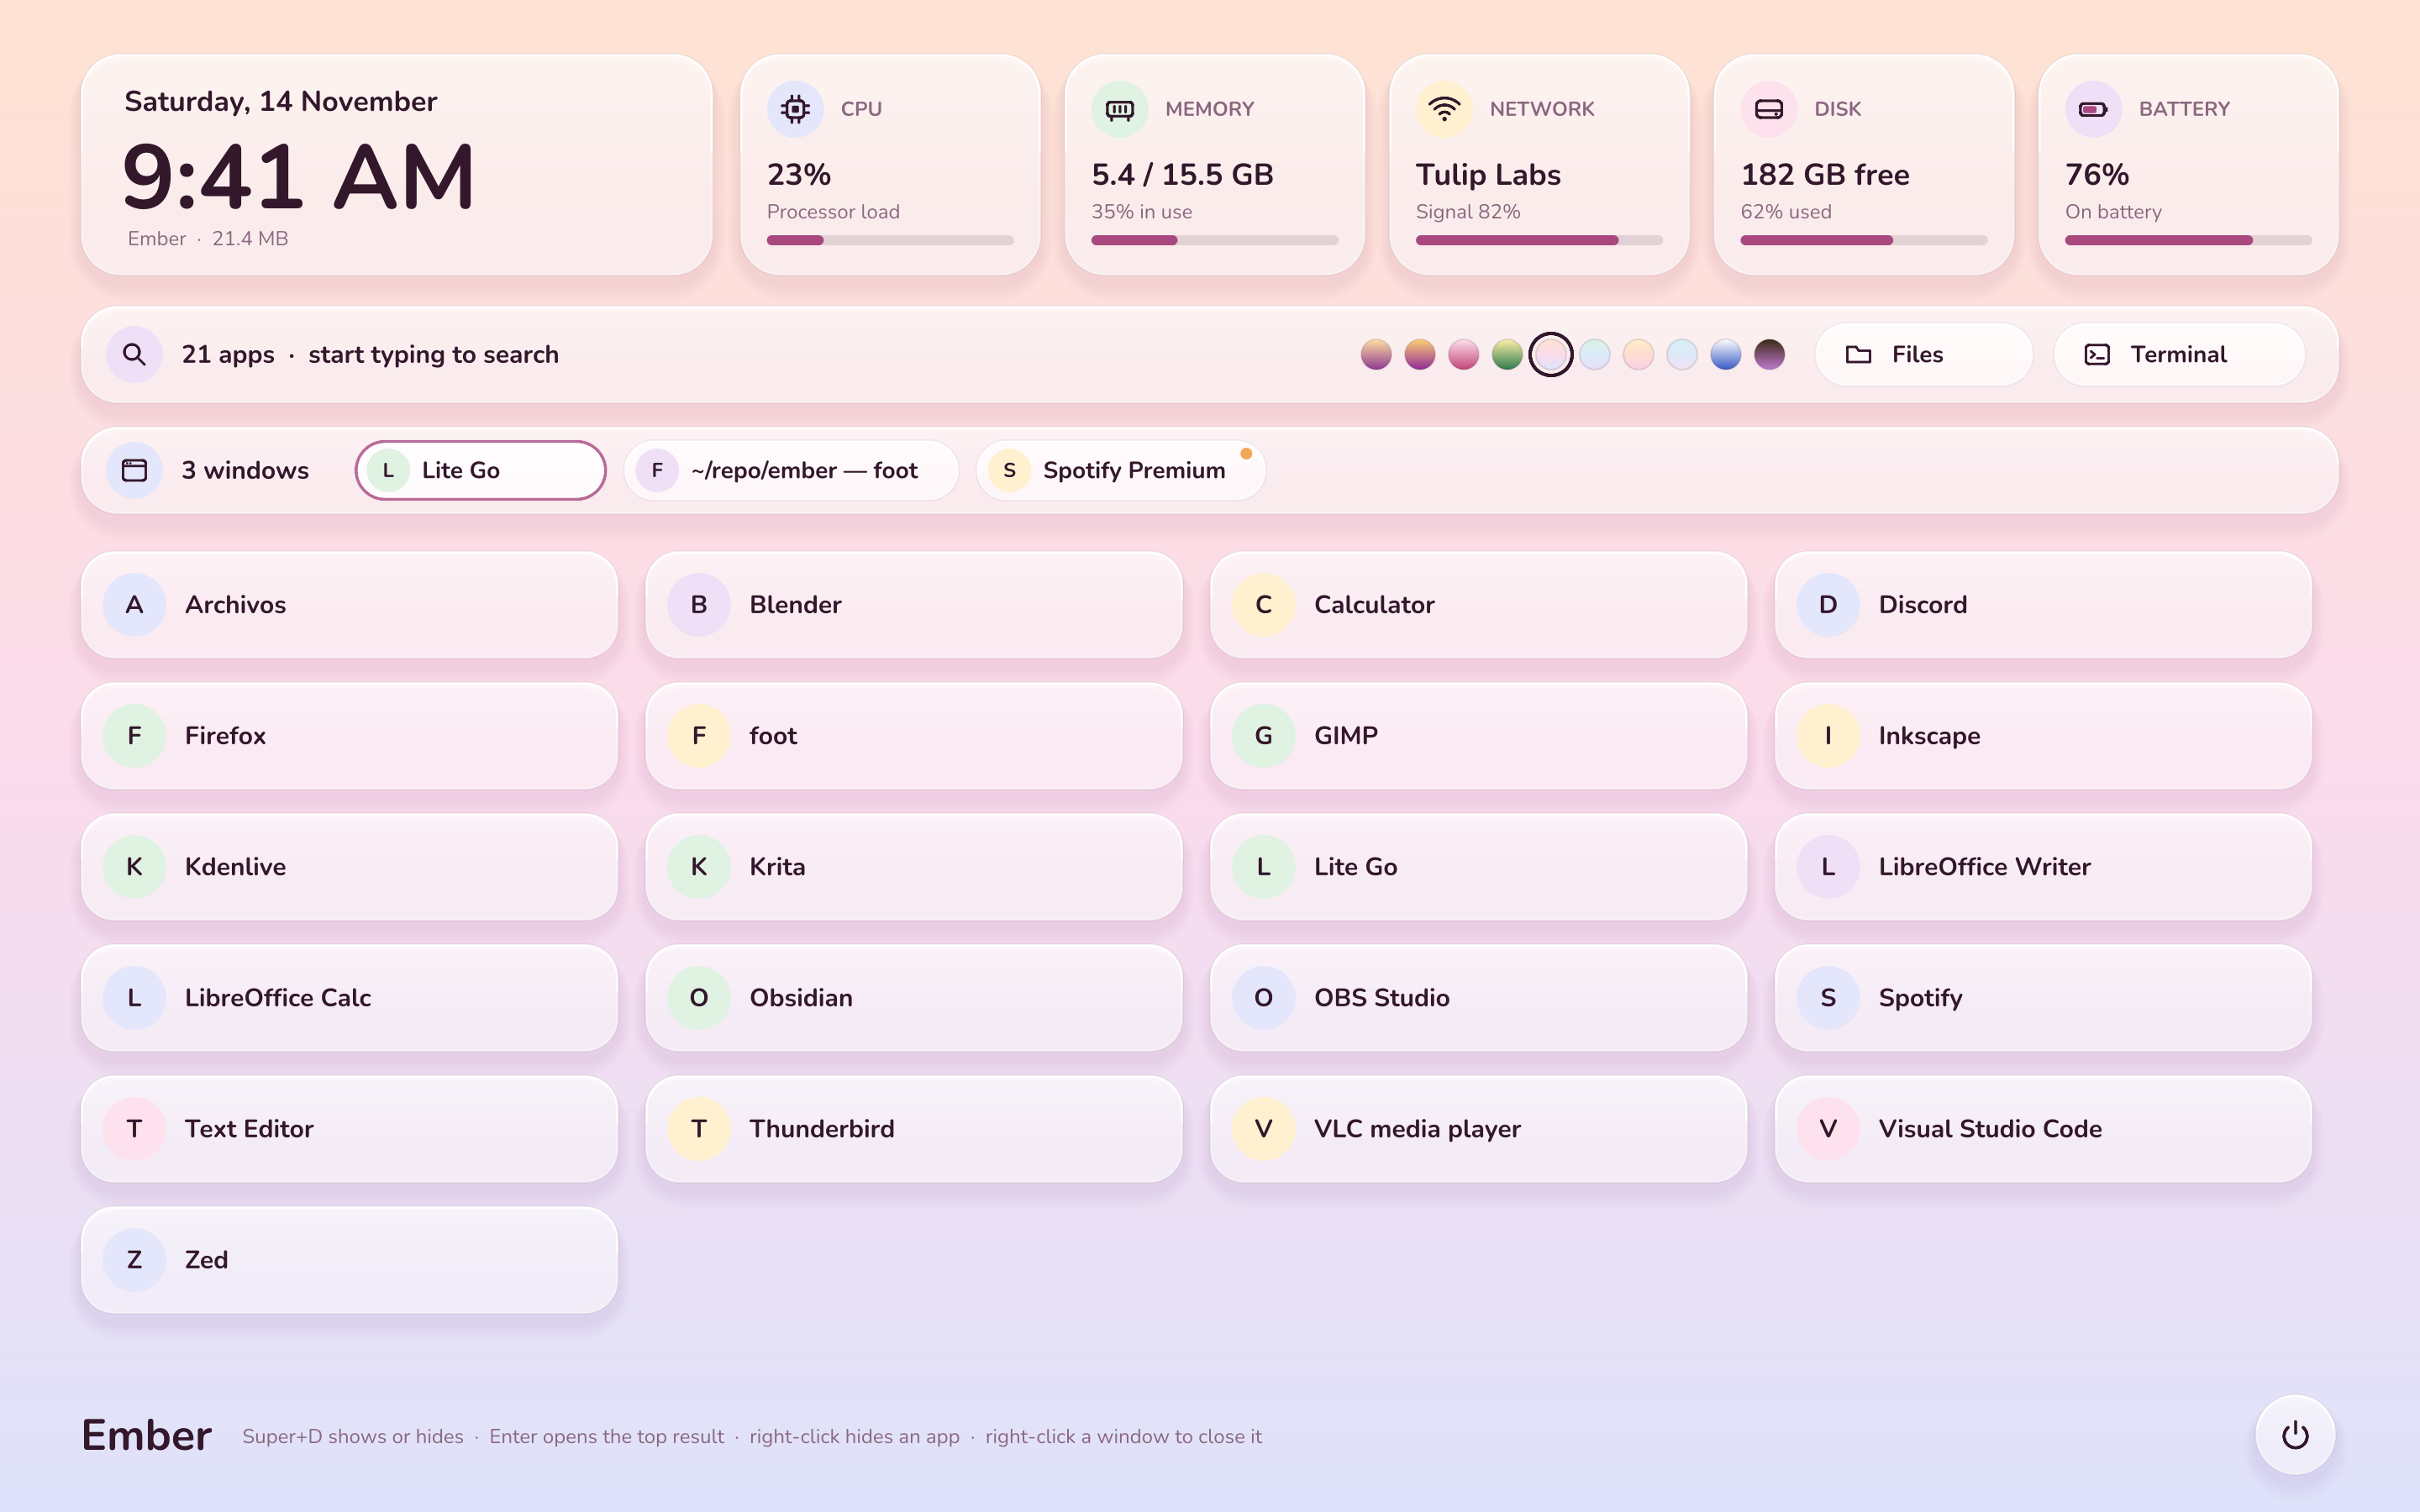 Saturday, 14 November
9:41 AM
Ember · 21.4 MB
CPU
23%
Processor load
MEMORY
5.4 / 15.5 GB
35% in use
NETWORK
Tulip Labs
Signal 82%
DISK
182 GB free
62% used
BATTERY
76%
On battery
21 apps · start typing to search
Files
Terminal
3 windows
L Lite Go
F ~/repo/ember — foot
S Spotify Premium
A Archivos
B Blender
C Calculator
D Discord
F Firefox
F foot
G GIMP
I Inkscape
K Kdenlive
K Krita
L Lite Go
L LibreOffice Writer
L LibreOffice Calc
O Obsidian
O OBS Studio
S Spotify
T Text Editor
T Thunderbird
V VLC media player
V Visual Studio Code
Z Zed
Ember
Super+D shows or hides · Enter opens the top result · right-click hides an app · right-click a window to close it